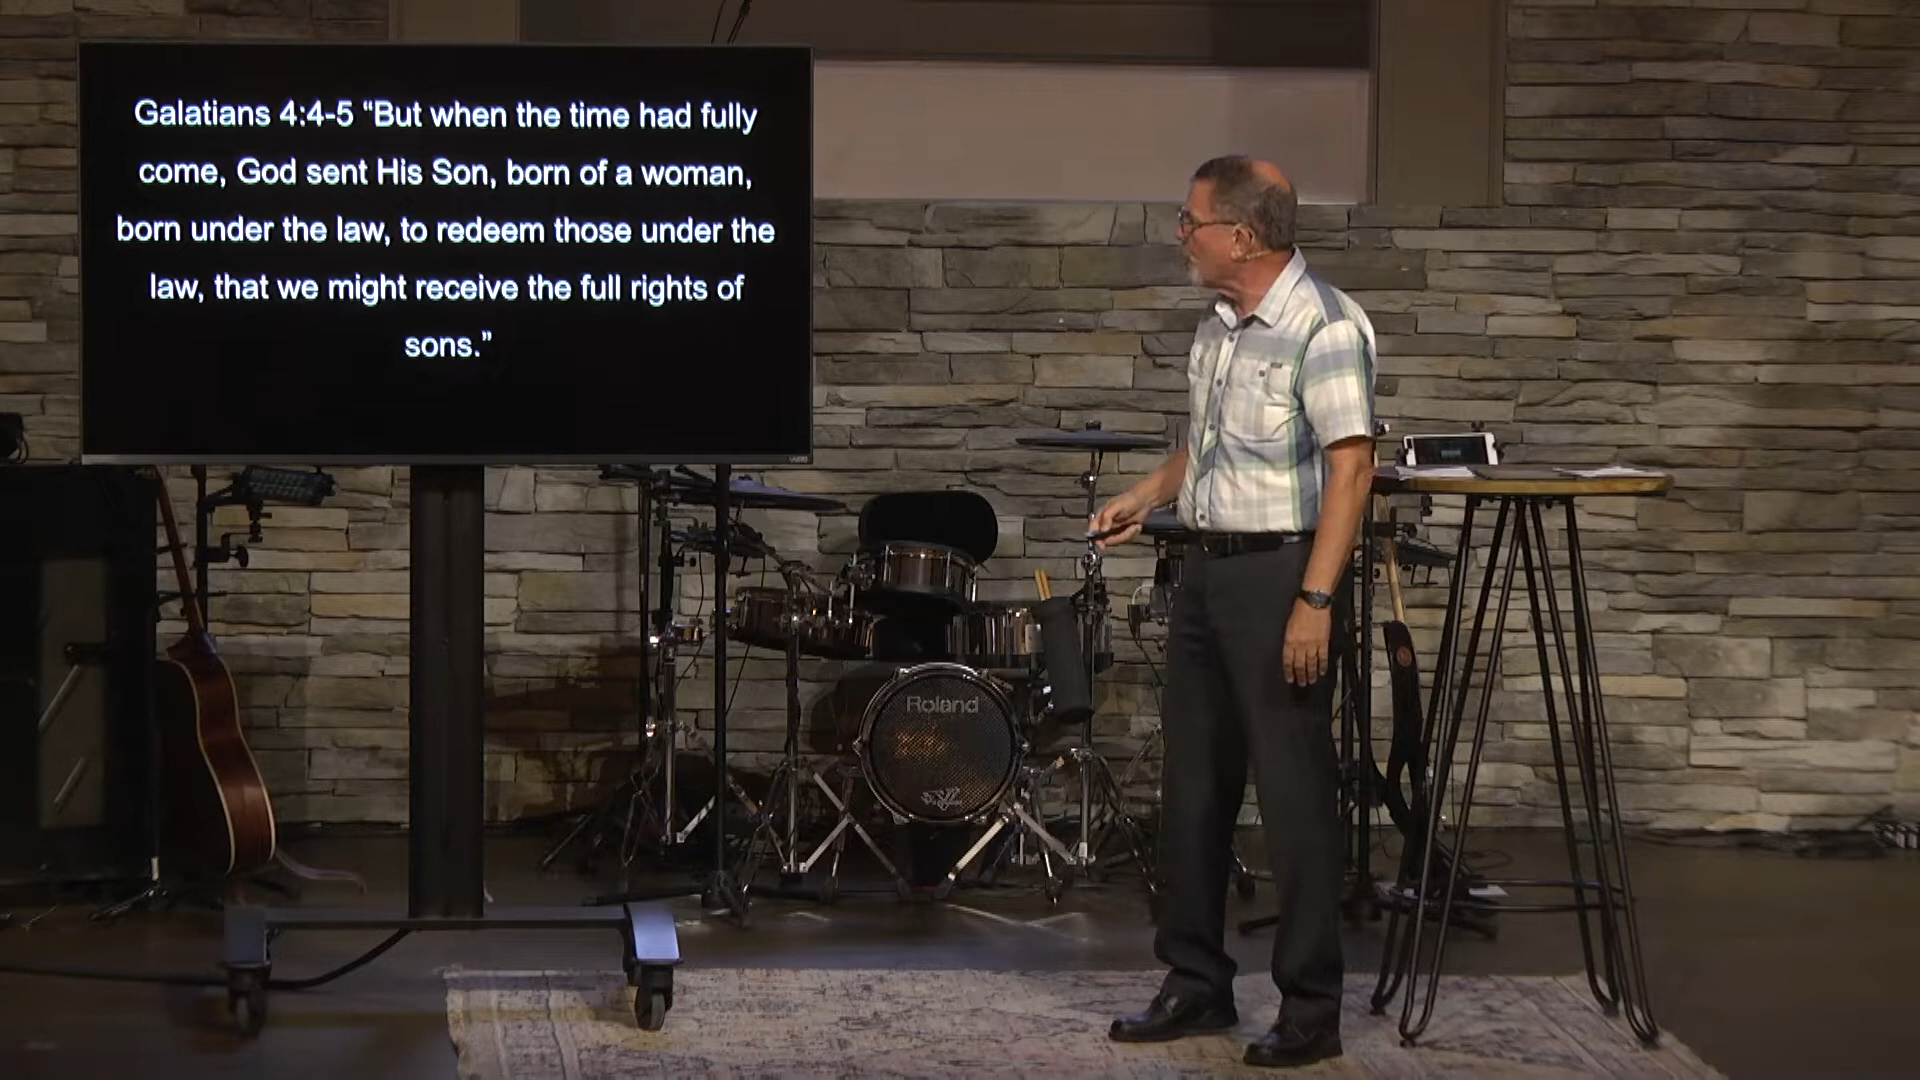 Galatians 4:4-5 “But when the time had fully
come, God sent His Son, born of a woman,
born under the law, to redeem those under the
law, that we might receive the full rights of
sons.”
Roland